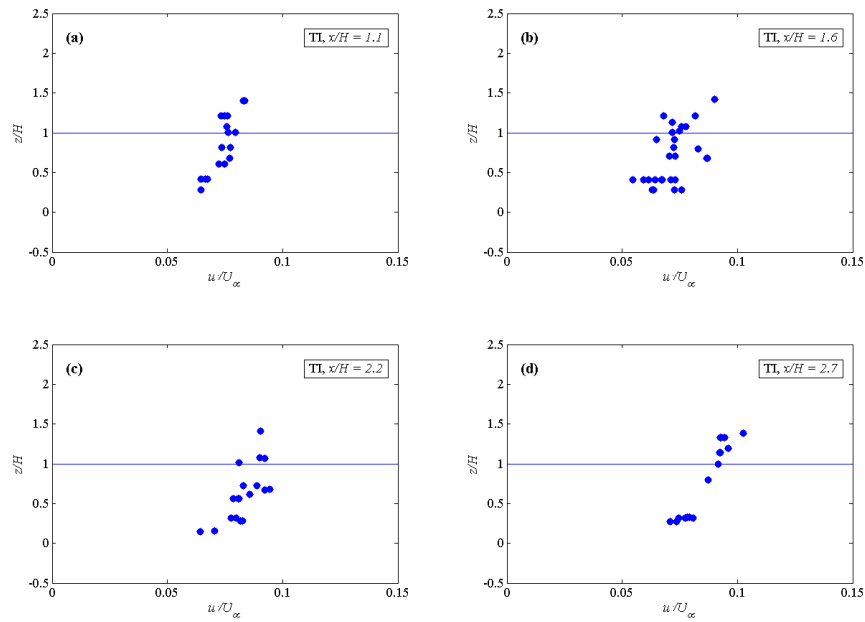 (a)
TI, x/H = 1.1
2.5
2
1.5
1
0.5
0
-0.5
z/H
0
0.05
0.1
0.15
u'/U∝
(b)
TI, x/H = 1.6
2.5
2
1.5
1
0.5
0
-0.5
z/H
0
0.05
0.1
0.15
u'/U∝
(c)
TI, x/H = 2.2
2.5
2
1.5
1
0.5
0
-0.5
z/H
0
0.05
0.1
0.15
u'/U∝
(d)
TI, x/H = 2.7
2.5
2
1.5
1
0.5
0
-0.5
z/H
0
0.05
0.1
0.15
u'/U∝